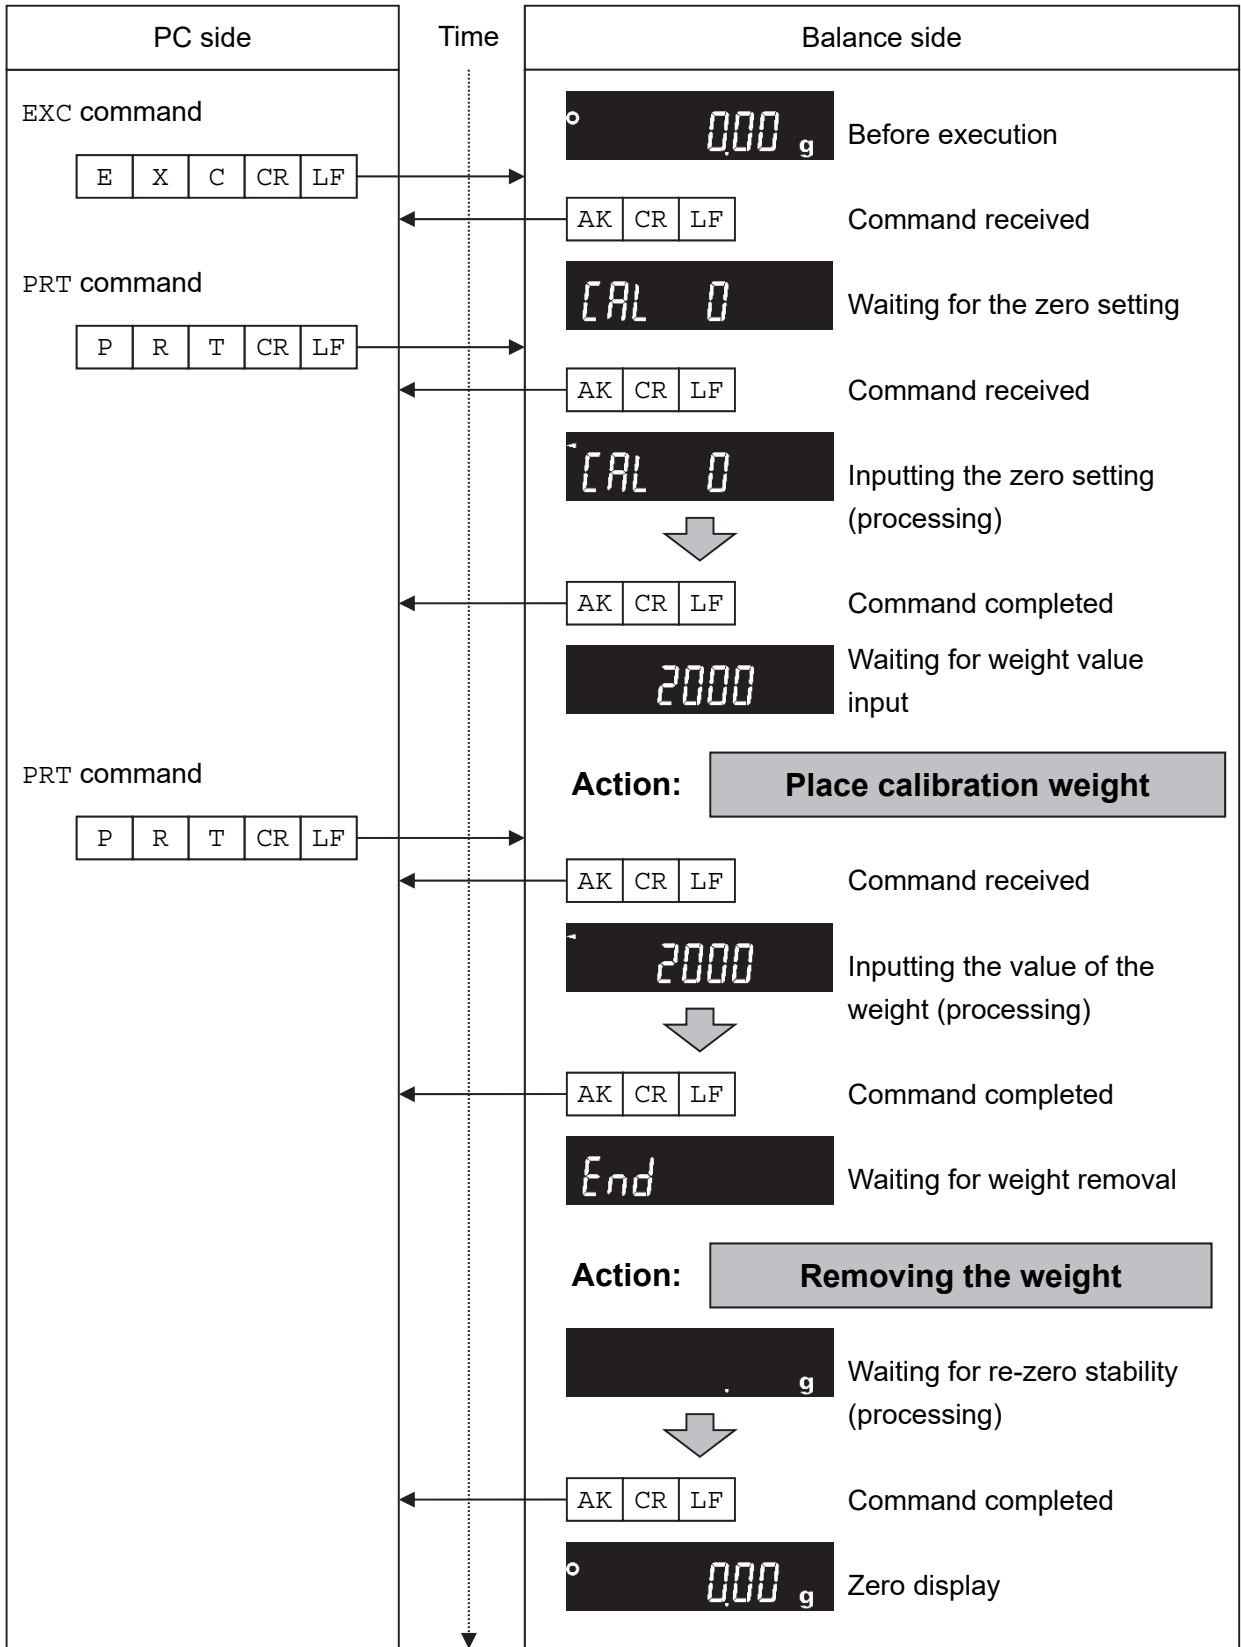 PC side Time Balance side
EXC command
0.00 g Before execution
E X C CR LF
AK CR LF Command received
PRT command
CAL 0 Waiting for the zero setting
P R T CR LF
AK CR LF Command received
CAL 0 Inputting the zero setting
(processing)
AK CR LF Command completed
2000 Waiting for weight value
input
PRT command
Action: Place calibration weight
P R T CR LF
AK CR LF Command received
2000 Inputting the value of the
weight (processing)
AK CR LF Command completed
End Waiting for weight removal
Action: Removing the weight
. g Waiting for re-zero stability
(processing)
AK CR LF Command completed
0.00 g Zero display